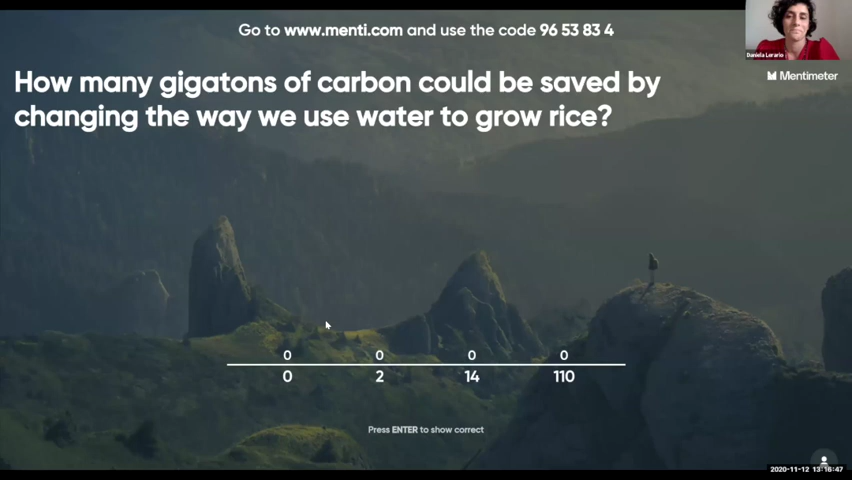 Go to www.menti.com and use the code 96 53 83 4
Daniela Lerario
Mentimeter
How many gigatons of carbon could be saved by
changing the way we use water to grow rice?
0 0 0 0
0 2 14 110
Press ENTER to show correct
2020-11-12 13:16:47